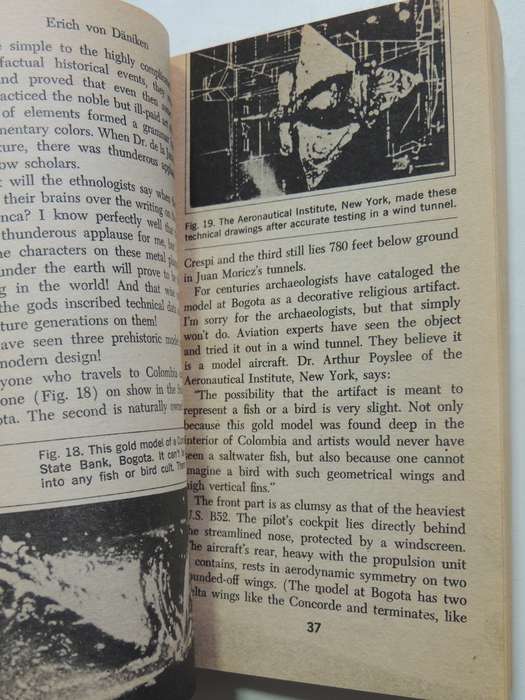 Erich von Däniken
simple to the highly
factual historical events, they
and proved that even then
practiced the noble but ill-paid
of elements formed a
mentary colors. When Dr. de la
ture, there was thunderous
ow scholars.
will the ethnologists say when
their brains over the writing on
enca? I know perfectly well that
thunderous applause for me, but
he characters on these metal
under the earth will prove to be
in the world! And that
the gods inscribed technical
ture generations on them!
have seen three prehistoric
modern design!
yone who travels to Colombia
one (Fig. 18) on show in the
ota. The second is naturally
Fig. 18. This gold model of a
State Bank, Bogota. It can't
into any fish or bird cult.
Fig. 19. The Aeronautical Institute, New York, made these
technical drawings after accurate testing in a wind tunnel.
Crespi and the third still lies 780 feet below ground
in Juan Moricz's tunnels.
For centuries archaeologists have cataloged the
model at Bogota as a decorative religious artifact.
I'm sorry for the archaeologists, but that simply
won't do. Aviation experts have seen the object
and tried it out in a wind tunnel. They believe it
is a model aircraft. Dr. Arthur Poyslee of the
Aeronautical Institute, New York, says:
"The possibility that the artifact is meant to
represent a fish or a bird is very slight. Not only
because this gold model was found deep in the
interior of Colombia and artists would never have
seen a saltwater fish, but also because one cannot
imagine a bird with such geometrical wings and
high vertical fins."
The front part is as clumsy as that of the heaviest
U.S. B52. The pilot's cockpit lies directly behind
the streamlined nose, protected by a windscreen.
The aircraft's rear, heavy with the propulsion unit
contains, rests in aerodynamic symmetry on two
ounded-off wings. (The model at Bogota has two
elta wings like the Concorde and terminates, like
37